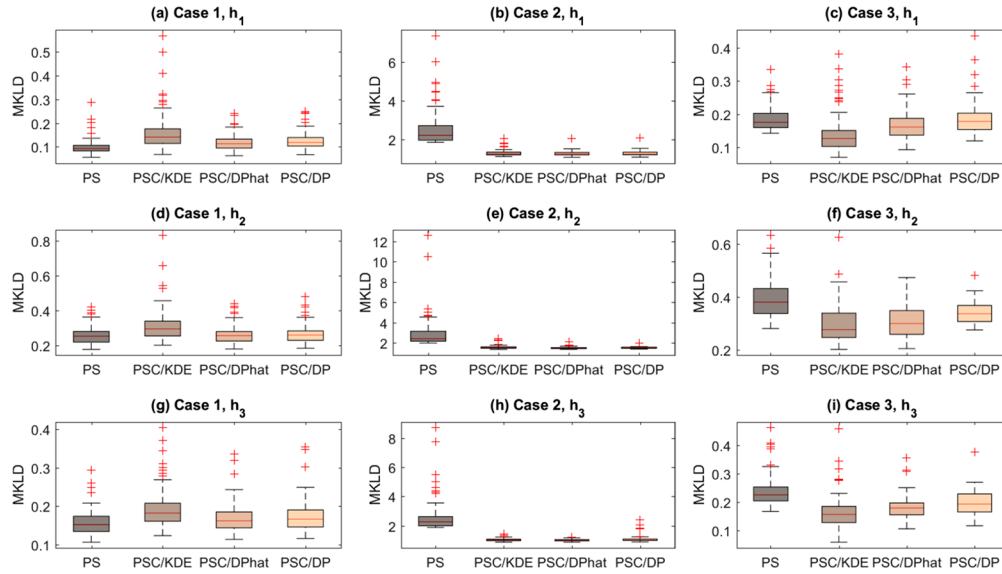 (a) Case 1, h1
(b) Case 2, h1
(c) Case 3, h1
MKLD
0.5
0.4
0.3
0.2
0.1
PS PSC/KDE PSC/DPhat PSC/DP
MKLD
6
4
2
PS PSC/KDE PSC/DPhat PSC/DP
MKLD
0.4
0.3
0.2
0.1
PS PSC/KDE PSC/DPhat PSC/DP
(d) Case 1, h2
(e) Case 2, h2
(f) Case 3, h2
MKLD
0.8
0.6
0.4
0.2
PS PSC/KDE PSC/DPhat PSC/DP
MKLD
12
10
8
6
4
2
PS PSC/KDE PSC/DPhat PSC/DP
MKLD
0.6
0.4
0.2
PS PSC/KDE PSC/DPhat PSC/DP
(g) Case 1, h3
(h) Case 2, h3
(i) Case 3, h3
MKLD
0.4
0.3
0.2
0.1
PS PSC/KDE PSC/DPhat PSC/DP
MKLD
8
6
4
2
PS PSC/KDE PSC/DPhat PSC/DP
MKLD
0.4
0.3
0.2
0.1
PS PSC/KDE PSC/DPhat PSC/DP